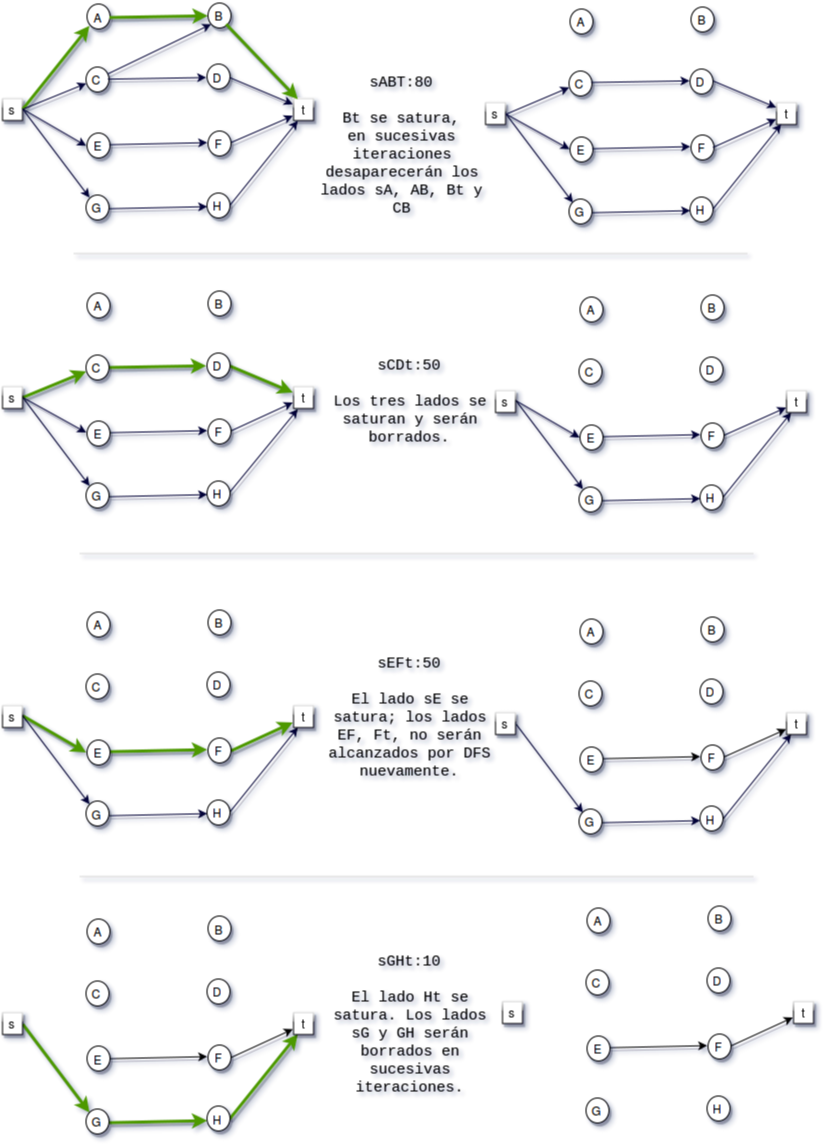 A
B
C
D
s
t
E
F
G
H
sABT:80
Bt se satura,
en sucesivas
iteraciones
desaparecerán los
lados sA, AB, Bt y
CB
A
B
C
D
s
t
E
F
G
H
A
B
C
D
s
t
E
F
G
H
sCDt:50
Los tres lados se
saturan y serán
borrados.
A
B
C
D
s
t
E
F
G
H
A
B
C
D
s
t
E
F
G
H
sEFt:50
El lado sE se
satura; los lados
EF, Ft, no serán
alcanzados por DFS
nuevamente.
A
B
C
D
s
t
E
F
G
H
A
B
C
D
s
t
E
F
G
H
sGHt:10
El lado Ht se
satura. Los lados
sG y GH serán
borrados en
sucesivas
iteraciones.
A
B
C
D
s
t
E
F
G
H